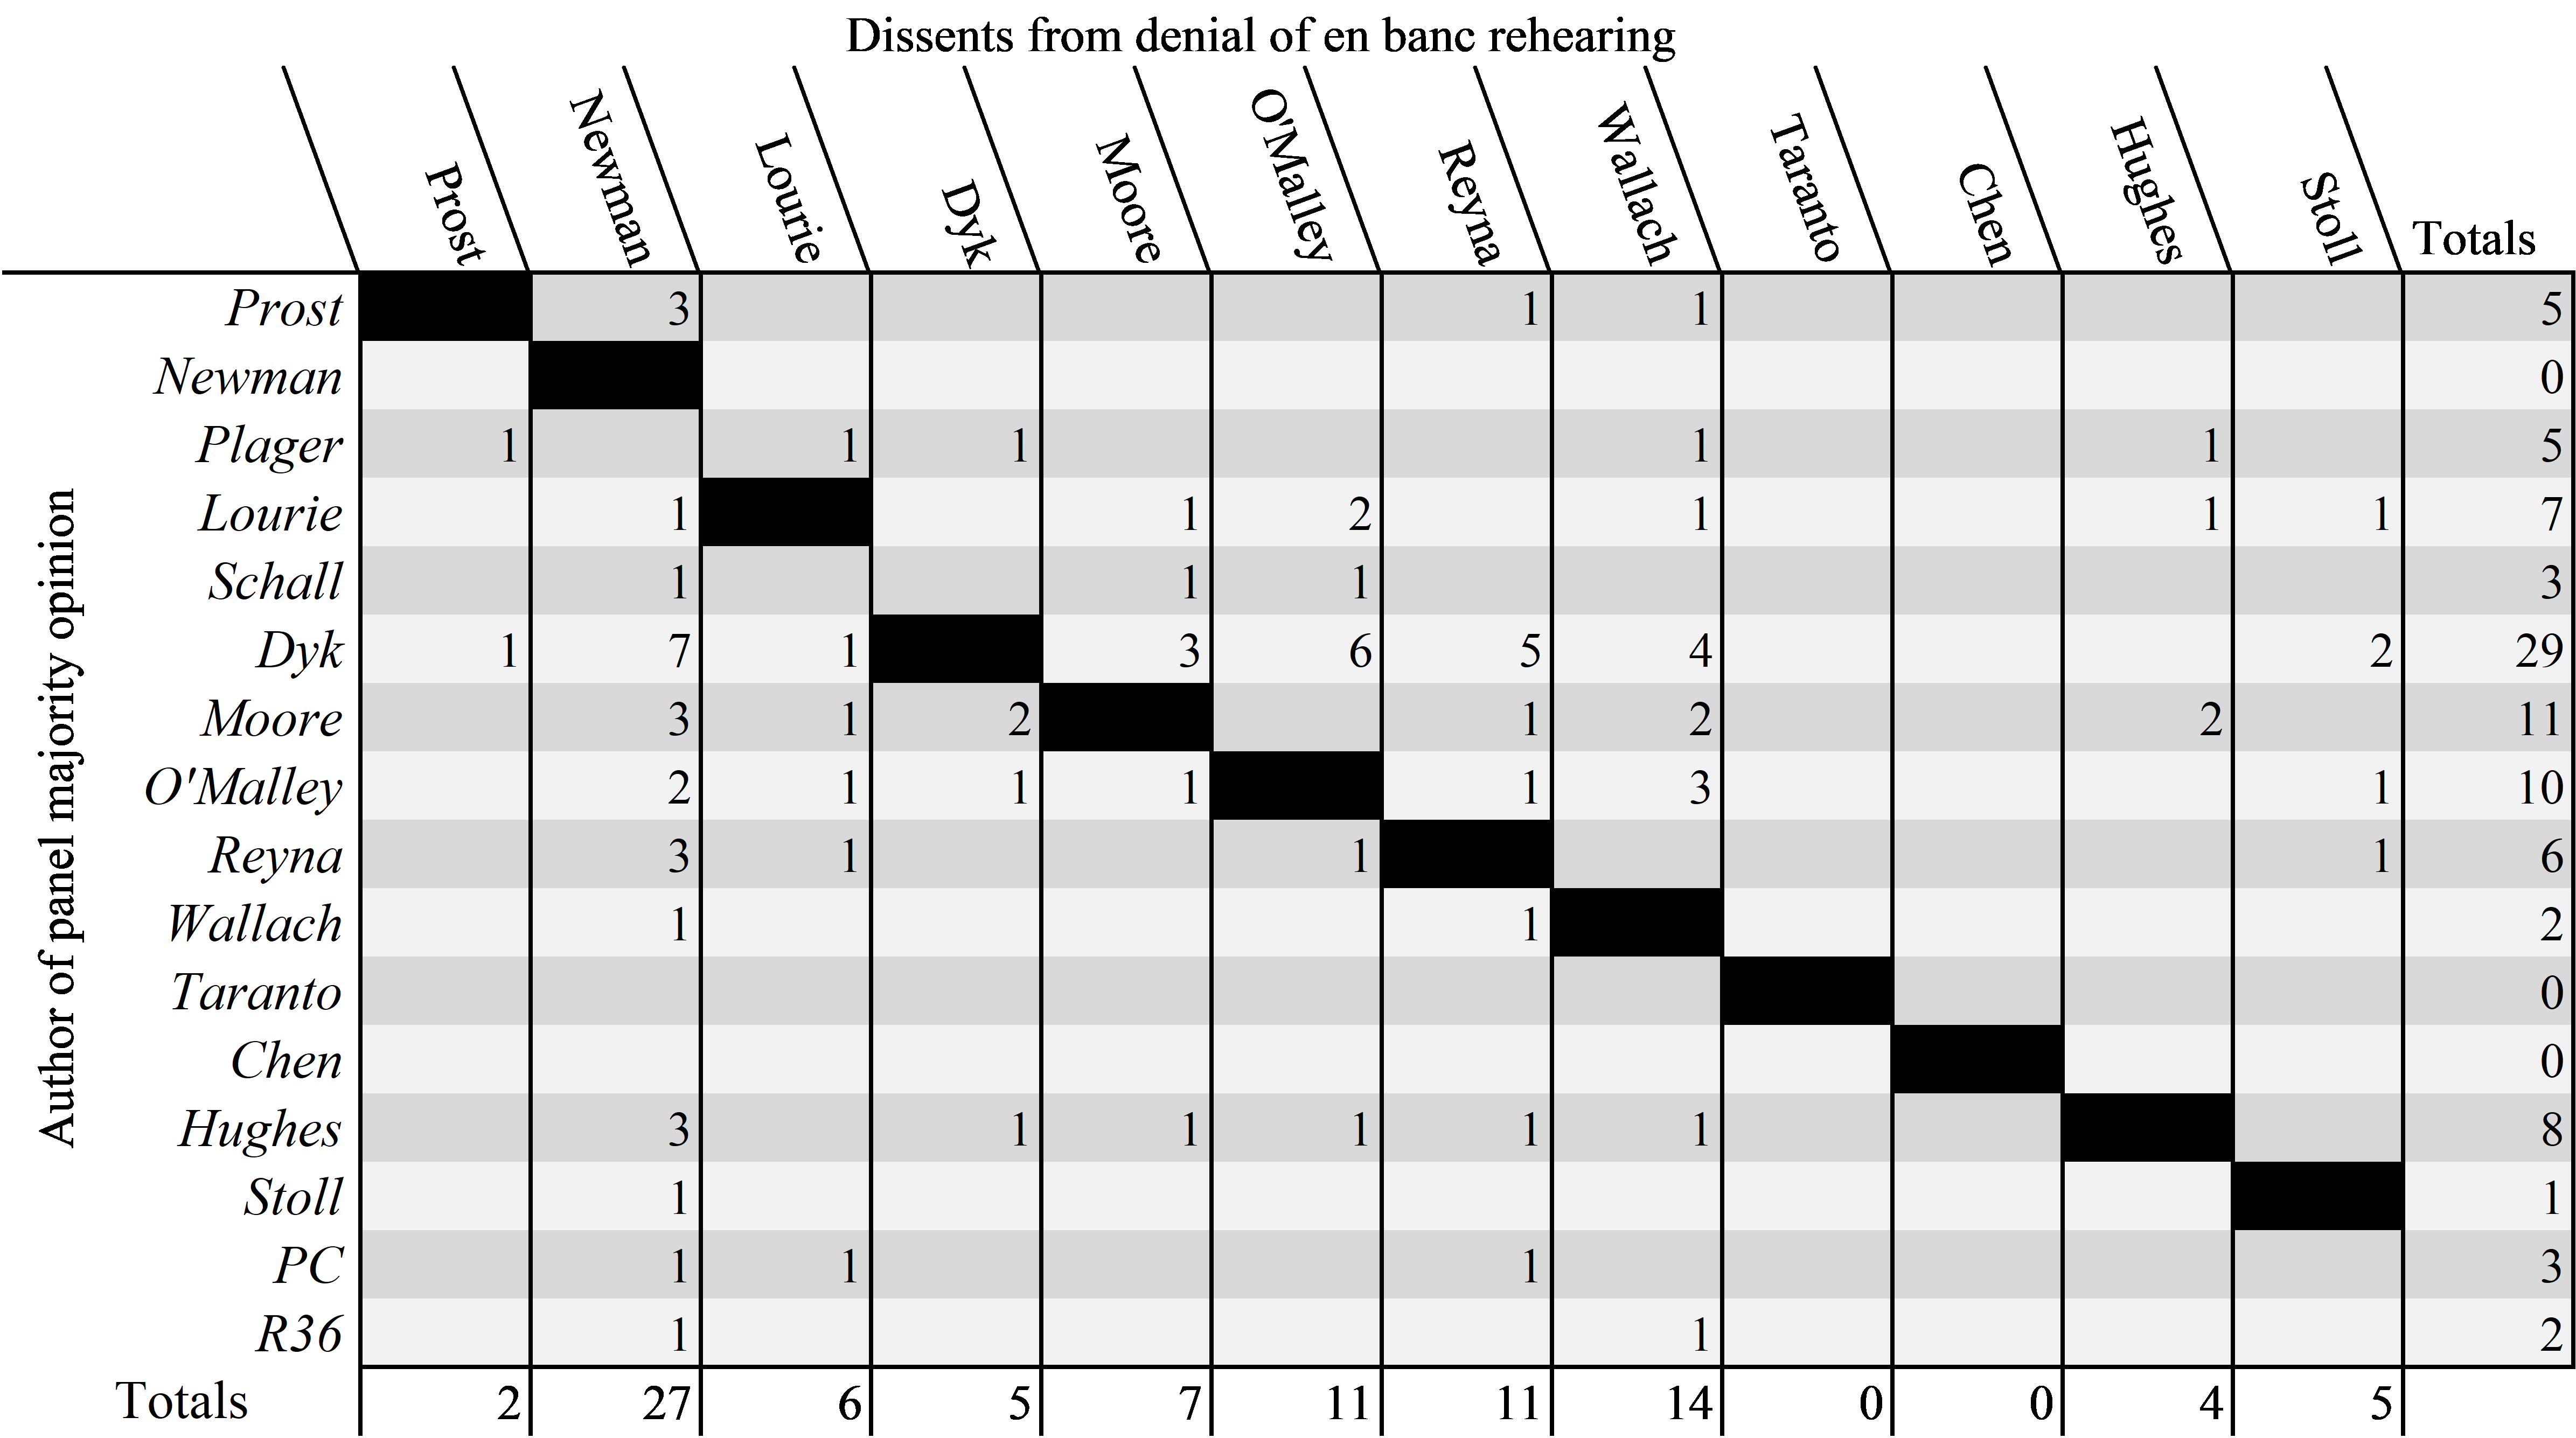 Dissents from denial of en banc rehearing
Prost Newman Lourie Dyk Moore O'Malley Reyna Wallach Taranto Chen Hughes Stoll Totals
Author of panel majority opinion
Prost 3 1 1 5
Newman 0
Plager 1 1 1 1 1 5
Lourie 1 1 2 1 1 1 7
Schall 1 1 1 3
Dyk 1 7 1 3 6 5 4 2 29
Moore 3 1 2 1 2 2 11
O'Malley 2 1 1 1 1 3 1 10
Reyna 3 1 1 1 6
Wallach 1 1 2
Taranto 0
Chen 0
Hughes 3 1 1 1 1 1 8
Stoll 1 1
PC 1 1 1 3
R36 1 1 2
Totals 2 27 6 5 7 11 11 14 0 0 4 5